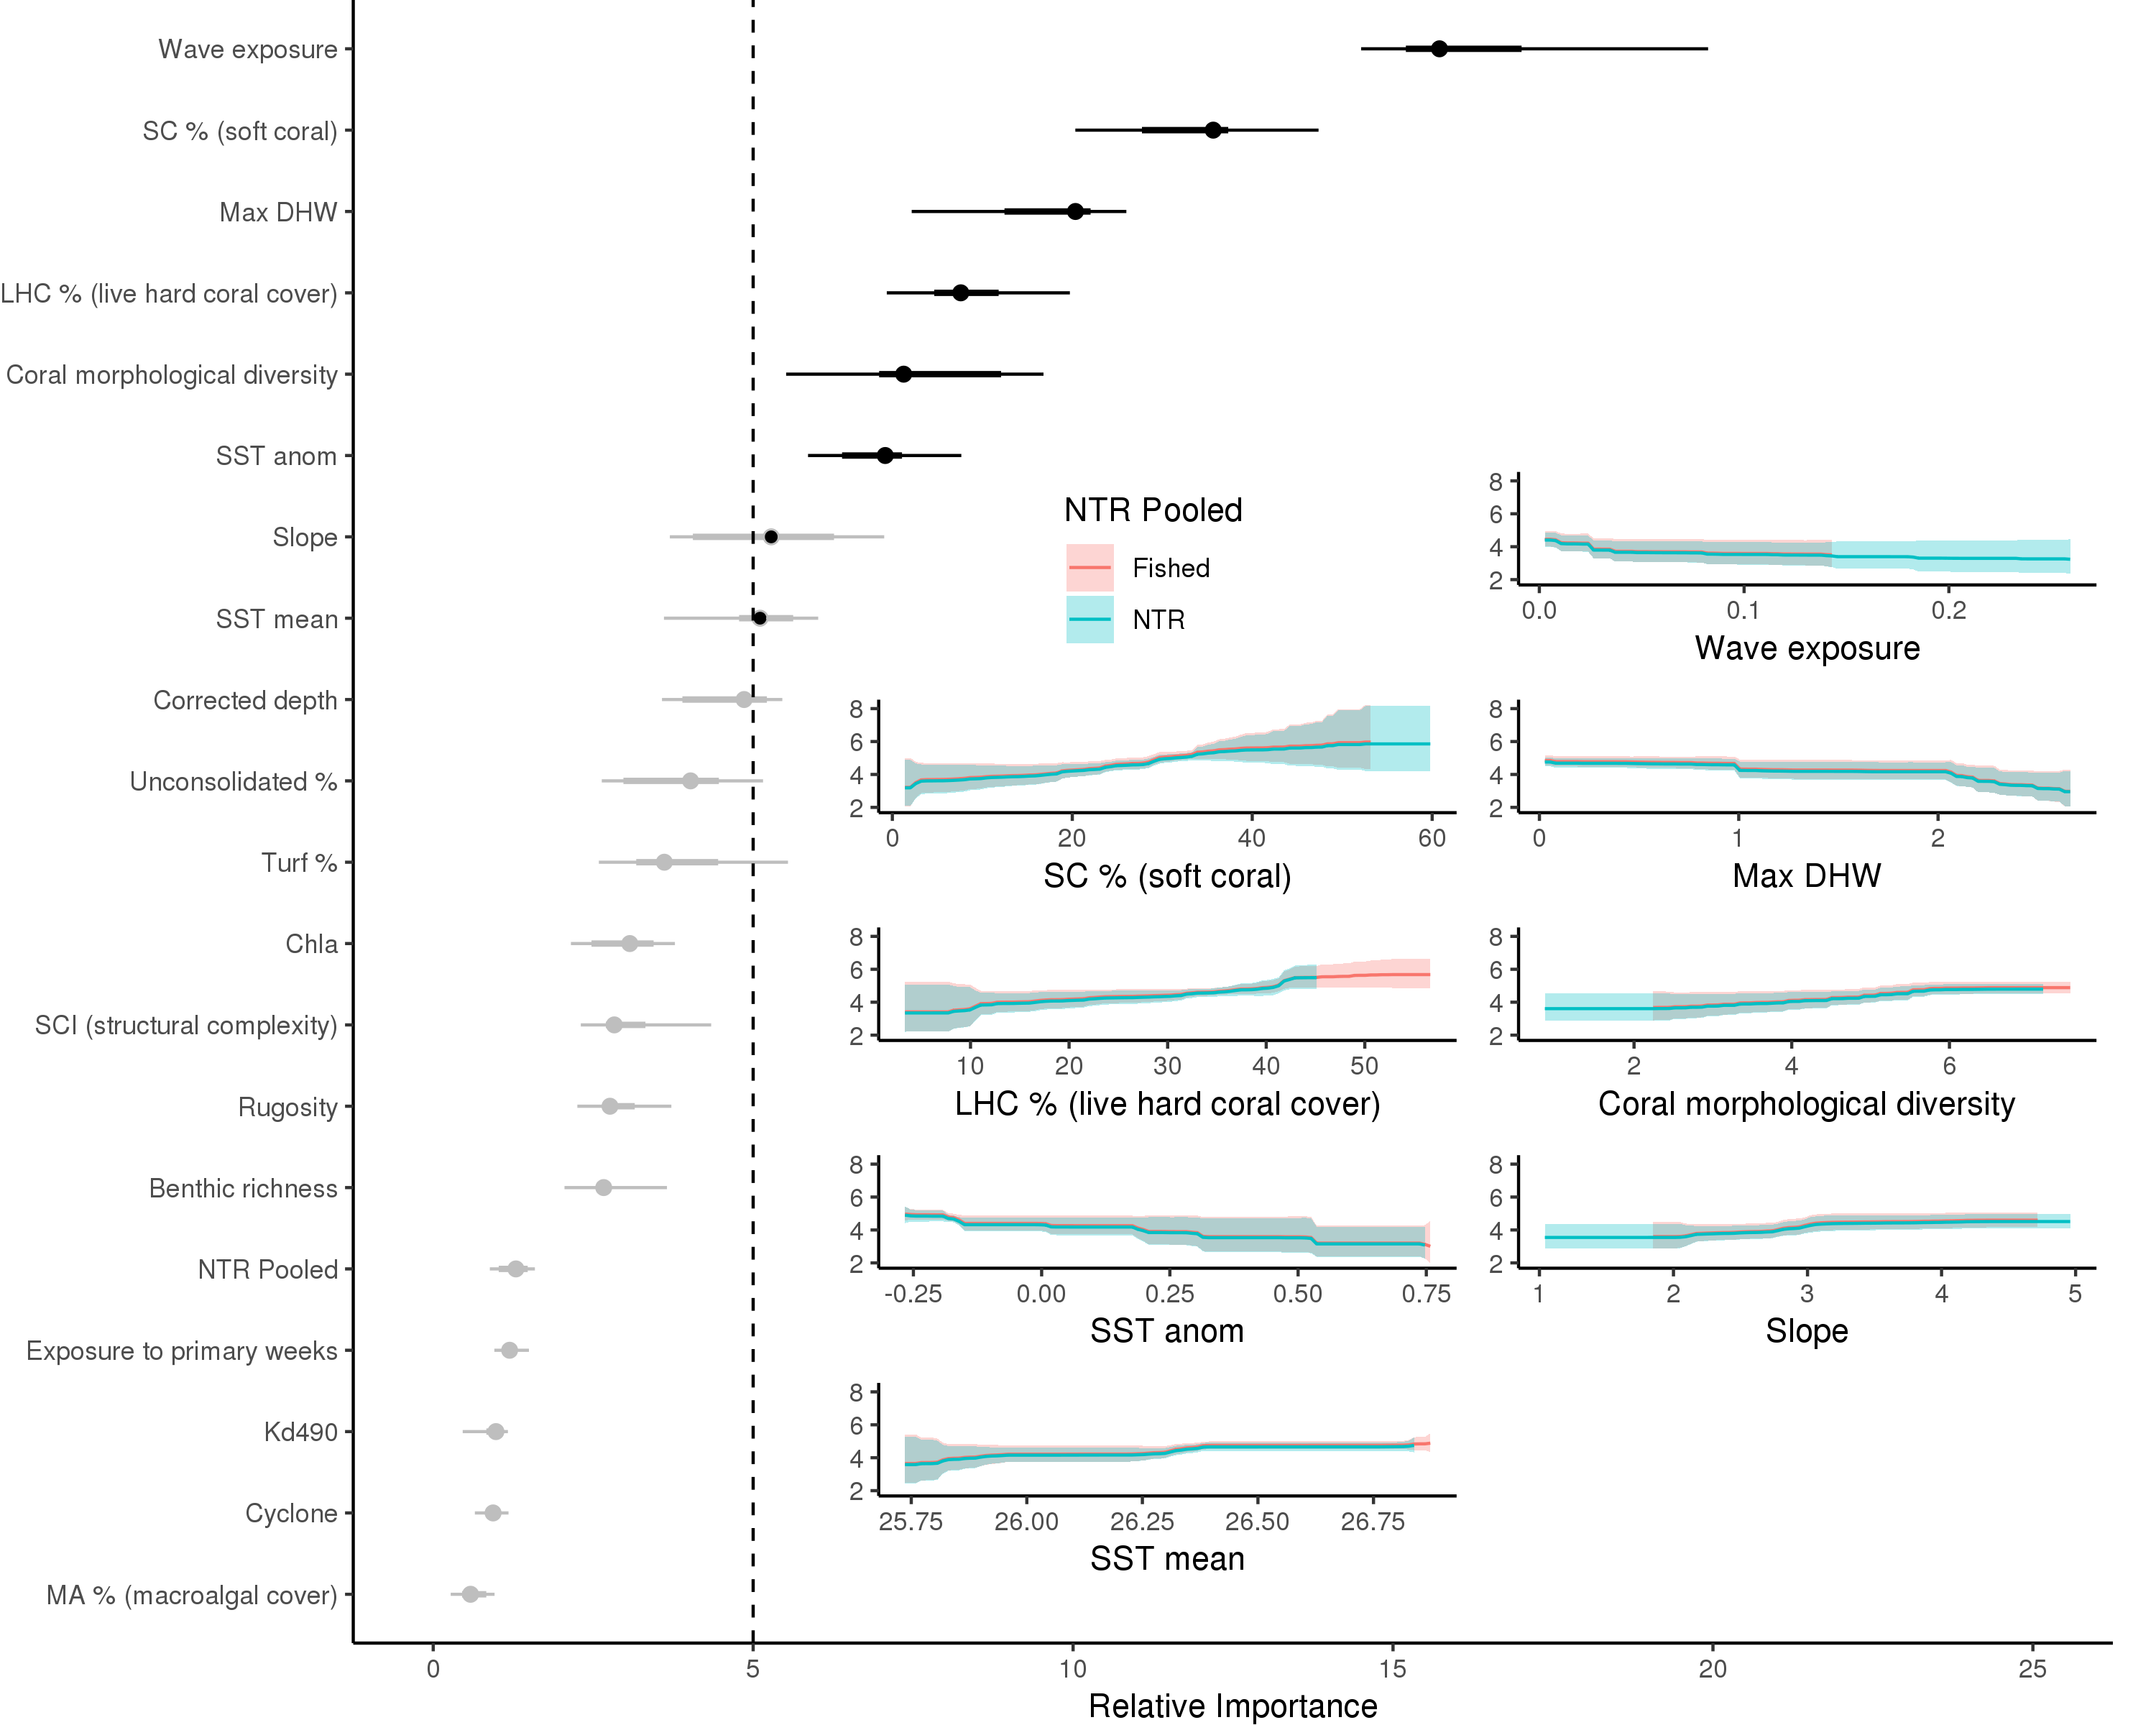 Wave exposure
SC % (soft coral)
Max DHW
LHC % (live hard coral cover)
Coral morphological diversity
SST anom
Slope
SST mean
Corrected depth
Unconsolidated %
Turf %
Chla
SCI (structural complexity)
Rugosity
Benthic richness
NTR Pooled
Exposure to primary weeks
Kd490
Cyclone
MA % (macroalgal cover)
0 5 10 15 20 25
Relative Importance
NTR Pooled
Fished
NTR
8
6
4
2
0.0 0.1 0.2
Wave exposure
8
6
4
2
0 20 40 60
SC % (soft coral)
8
6
4
2
0 1 2
Max DHW
8
6
4
2
10 20 30 40 50
LHC % (live hard coral cover)
8
6
4
2
2 4 6
Coral morphological diversity
8
6
4
2
-0.25 0.00 0.25 0.50 0.75
SST anom
8
6
4
2
1 2 3 4 5
Slope
8
6
4
2
25.75 26.00 26.25 26.50 26.75
SST mean